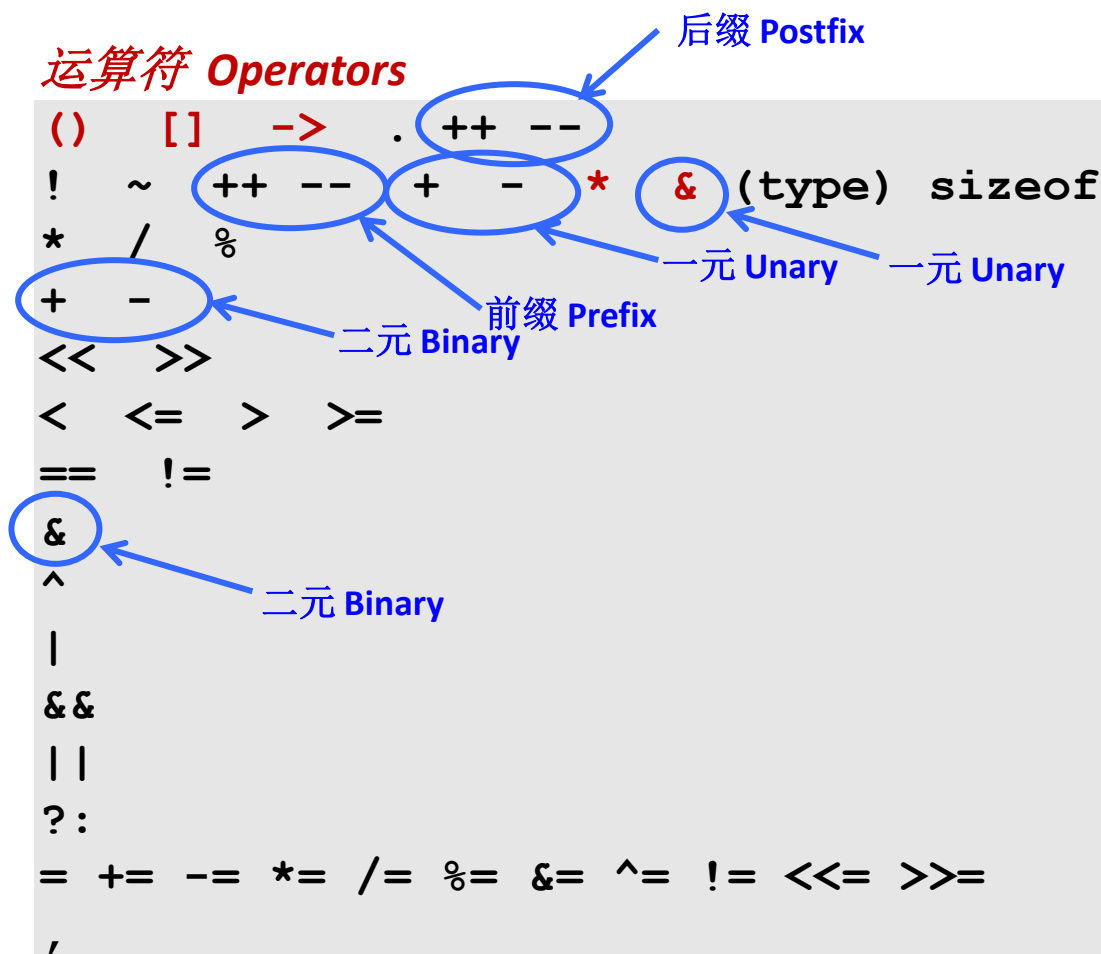 后缀 Postfix
运算符 Operators
() [] -> . ++ --
! ~ ++ -- + - * & (type) sizeof
* / %
一元 Unary 一元 Unary
+ -
前缀 Prefix
二元 Binary
<< >>
< <= > >=
== !=
&
^
二元 Binary
|
&&
||
?:
= += -= *= /= %= &= ^= != <<= >>=
,